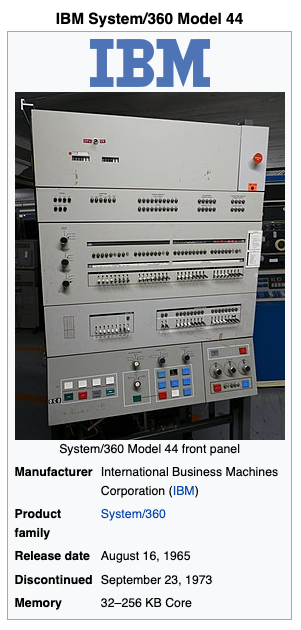 IBM System/360 Model 44
IBM
System/360 Model 44 front panel
Manufacturer International Business Machines
Corporation (IBM)
Product System/360
family
Release date August 16, 1965
Discontinued September 23, 1973
Memory 32–256 KB Core